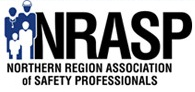 NRASP
NORTHERN REGION ASSOCIATION
of SAFETY PROFESSIONALS